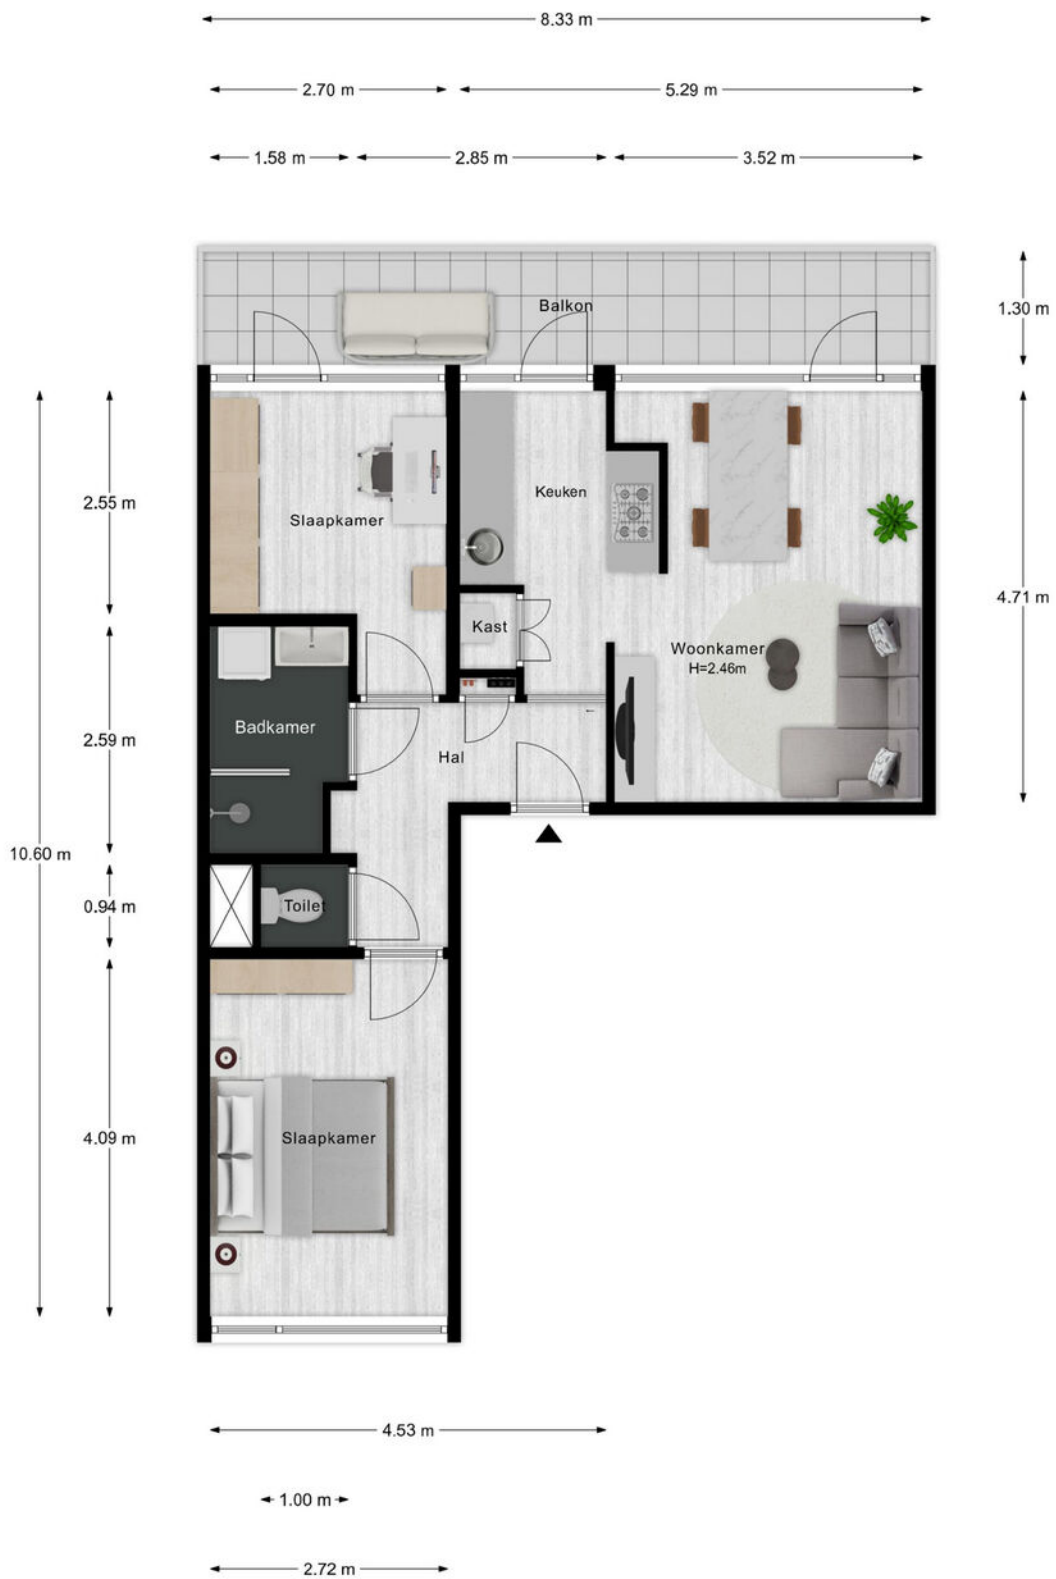 8.33 m
2.70 m
5.29 m
1.58 m
2.85 m
3.52 m
Balkon
1.30 m
2.55 m
Keuken
Slaapkamer
4.71 m
Kast
Woonkamer
H=2.46m
Badkamer
2.59 m
Hal
10.60 m
0.94 m
Toilet
4.09 m
Slaapkamer
4.53 m
1.00 m
2.72 m